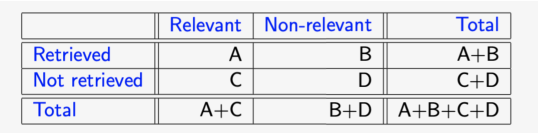 Relevant Non-relevant Total
Retrieved A B A+B
Not retrieved C D C+D
Total A+C B+D A+B+C+D